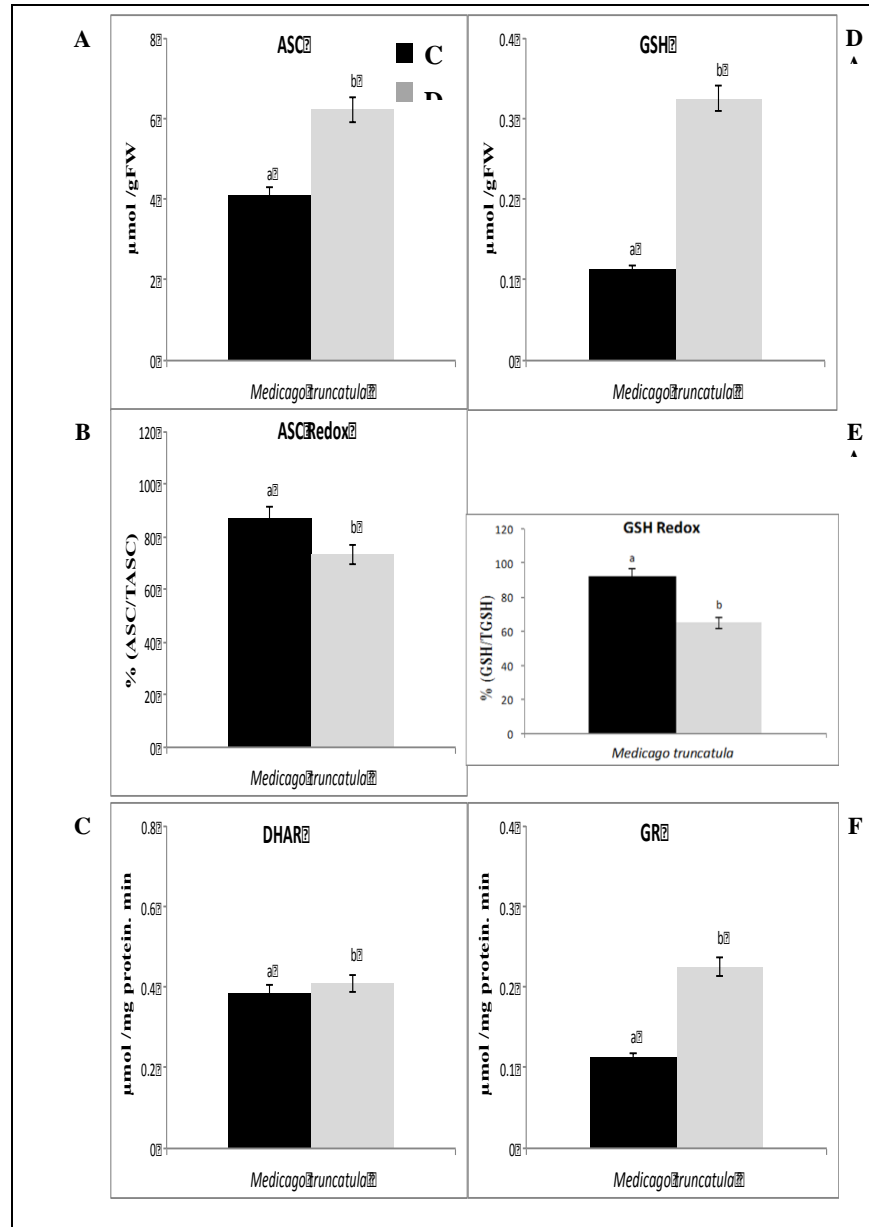 A
ASC
C
8
6
4
2
0
µmol /gFW
a
b
Medicago truncatula
D
GSH
0.4
0.3
0.2
0.1
0
µmol /gFW
a
b
Medicago truncatula
B
ASC Redox
120
100
80
60
40
20
0
% (ASC/TASC)
a
b
Medicago truncatula
E
GSH Redox
120
100
80
60
40
20
0
% (GSH/TGSH)
a
b
Medicago truncatula
C
DHAR
0.8
0.6
0.4
0.2
0
µmol /mg protein. min
a
b
Medicago truncatula
F
GR
0.4
0.3
0.2
0.1
0
µmol /mg protein. min
a
b
Medicago truncatula